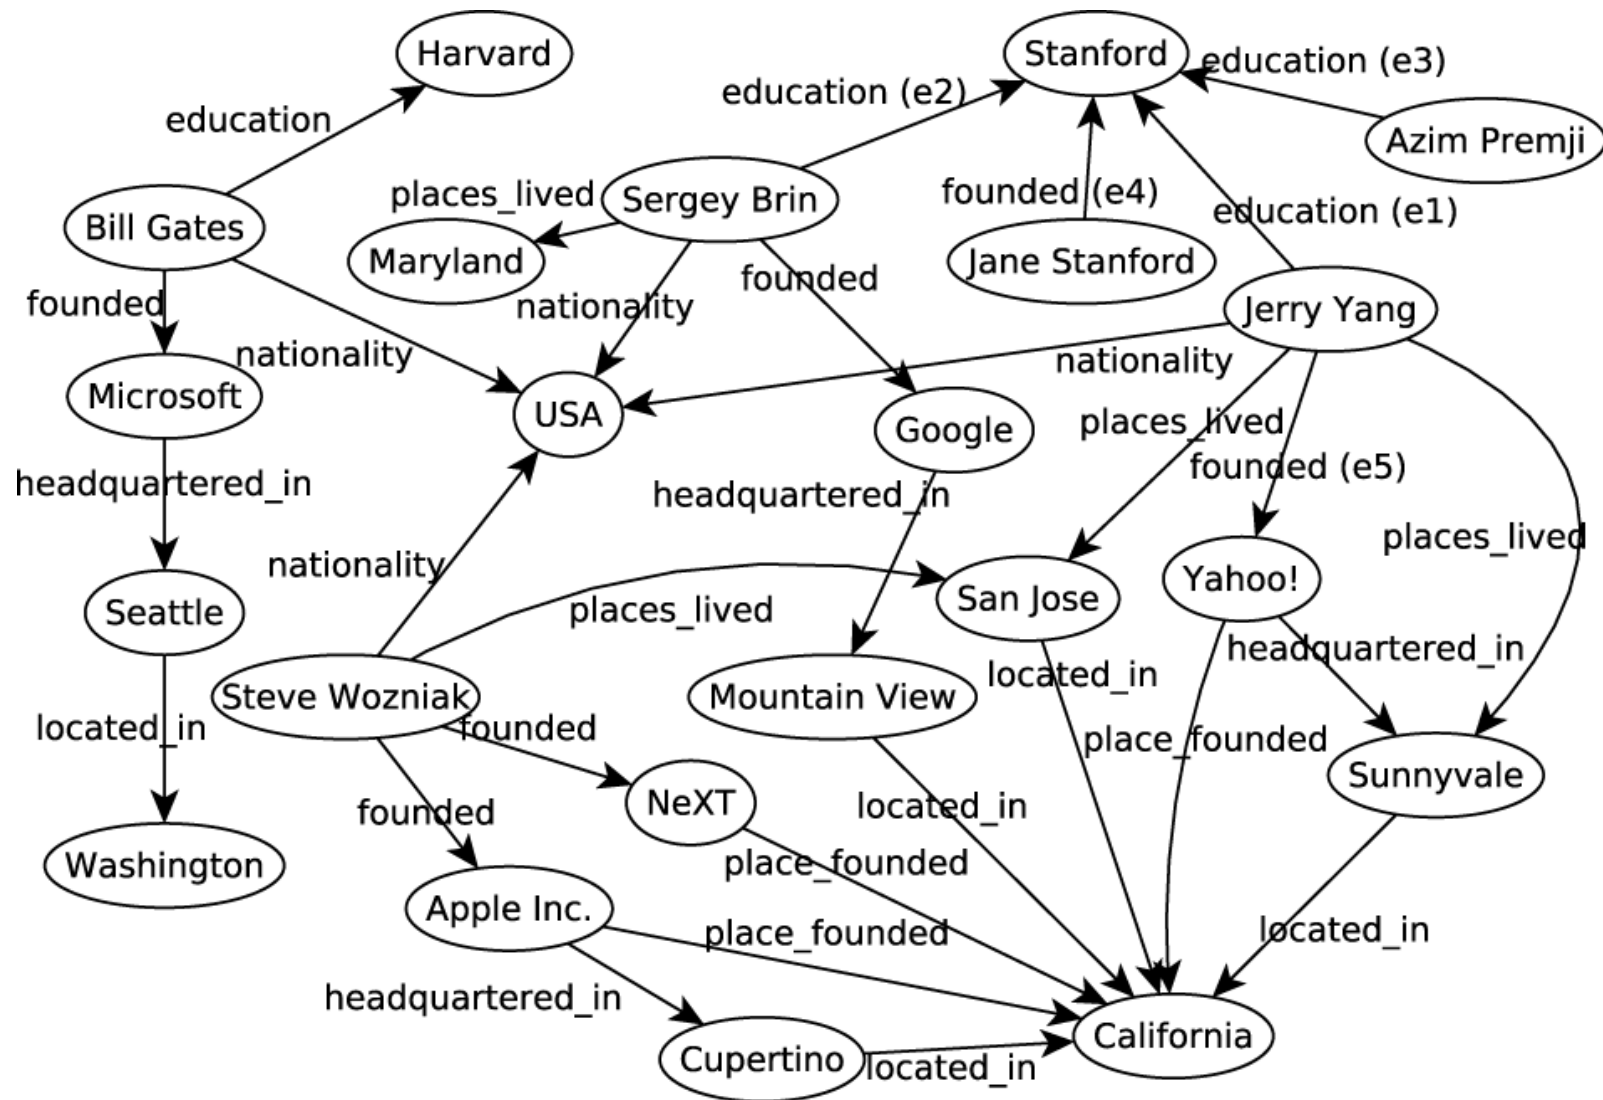 Harvard
Stanford
education (e3)
education (e2)
education
Azim Premji
places_lived
Sergey Brin
founded (e4)
education (e1)
Bill Gates
Maryland
Jane Stanford
founded
nationality
founded
Jerry Yang
nationality
nationality
Microsoft
USA
Google
places_lived
founded (e5)
headquartered_in
headquartered_in
places_lived
nationality
Seattle
places_lived
San Jose
Yahoo!
headquartered_in
Steve Wozniak
Mountain View
located_in
located_in
founded
place_founded
Sunnyvale
NeXT
founded
located_in
Washington
place_founded
Apple Inc.
place_founded
located_in
headquartered_in
California
Cupertino
located_in